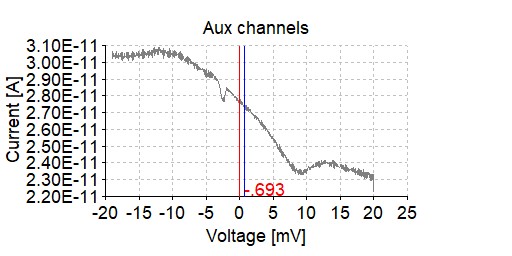 Aux channels
Current [A]
3.10E-11
3.00E-11
2.90E-11
2.80E-11
2.70E-11
2.60E-11
2.50E-11
2.40E-11
2.30E-11
2.20E-11
-.693
-20 -15 -10 -5 0 5 10 15 20 25
Voltage [mV]